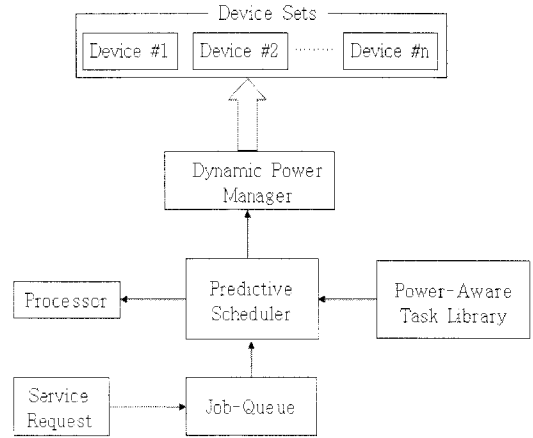 Device Sets
Device #1
Device #2
Device #n
Dynamic Power
Manager
Processor
Predictive
Scheduler
Power-Aware
Task Library
Service
Request
Job-Queue